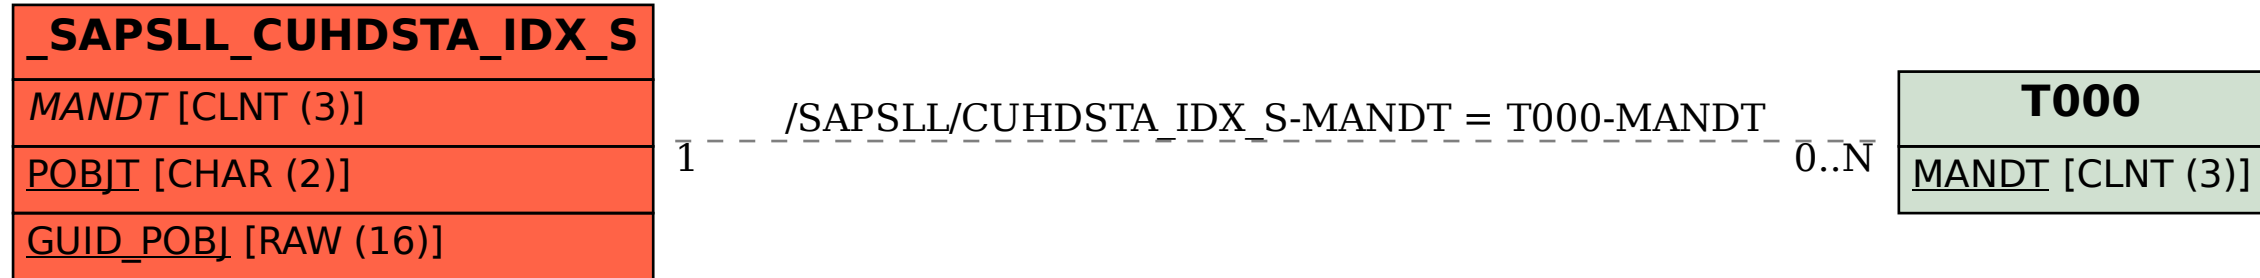 _SAPSLL_CUHDSTA_IDX_S
MANDT [CLNT (3)]
POBJT [CHAR (2)]
GUID_POBJ [RAW (16)]
/SAPSLL/CUHDSTA_IDX_S-MANDT = T000-MANDT
1
0..N
T000
MANDT [CLNT (3)]